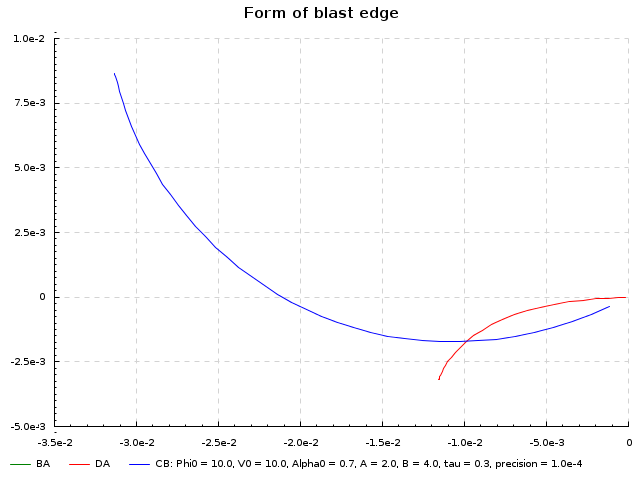 Form of blast edge
1.0e-2
7.5e-3
5.0e-3
2.5e-3
0
-2.5e-3
-5.0e-3
-3.5e-2 -3.0e-2 -2.5e-2 -2.0e-2 -1.5e-2 -1.0e-2 -5.0e-3 0
BA DA CB: Phi0 = 10.0, V0 = 10.0, Alpha0 = 0.7, A = 2.0, B = 4.0, tau = 0.3, precision = 1.0e-4